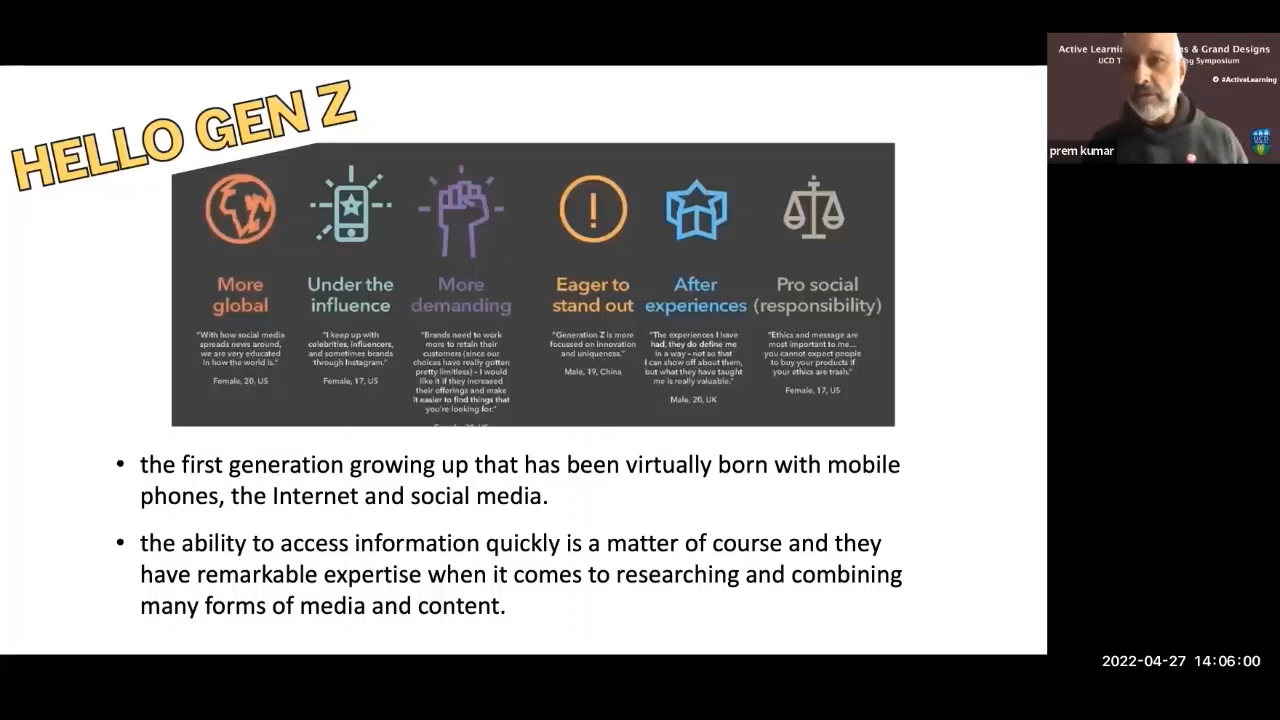 HELLO GEN Z
More
global
"With how social media
spreads news around,
we are very educated
in how the world is."
Female, 20, US
Under the
influence
"I keep up with
celebrities, influencers,
and sometimes brands
through Instagram."
Female, 17, US
More
demanding
"Brands need to work
more to retain their
customers (since our
choices have really gotten
pretty limitless) - I would
like it if they increased
their offerings and make
it easier to find things that
you're looking for."
Eager to
stand out
"Generation Z is more
focussed on innovation
and uniqueness."
Male, 19, China
After
experiences
"The experiences I have
had, they do define me
in a way - not so that
I can show off about them,
but what they have taught
me is really valuable."
Male, 20, UK
Pro social
(responsibility)
"Ethics and message are
most important to me...
you cannot expect people
to buy your products if
your ethics are trash."
Female, 17, US
• the first generation growing up that has been virtually born with mobile
phones, the Internet and social media.
• the ability to access information quickly is a matter of course and they
have remarkable expertise when it comes to researching and combining
many forms of media and content.
Active & Grand Designs
UCD Symposium
#ActiveLearning
UCD
prem kumar
2022-04-27 14:06:00